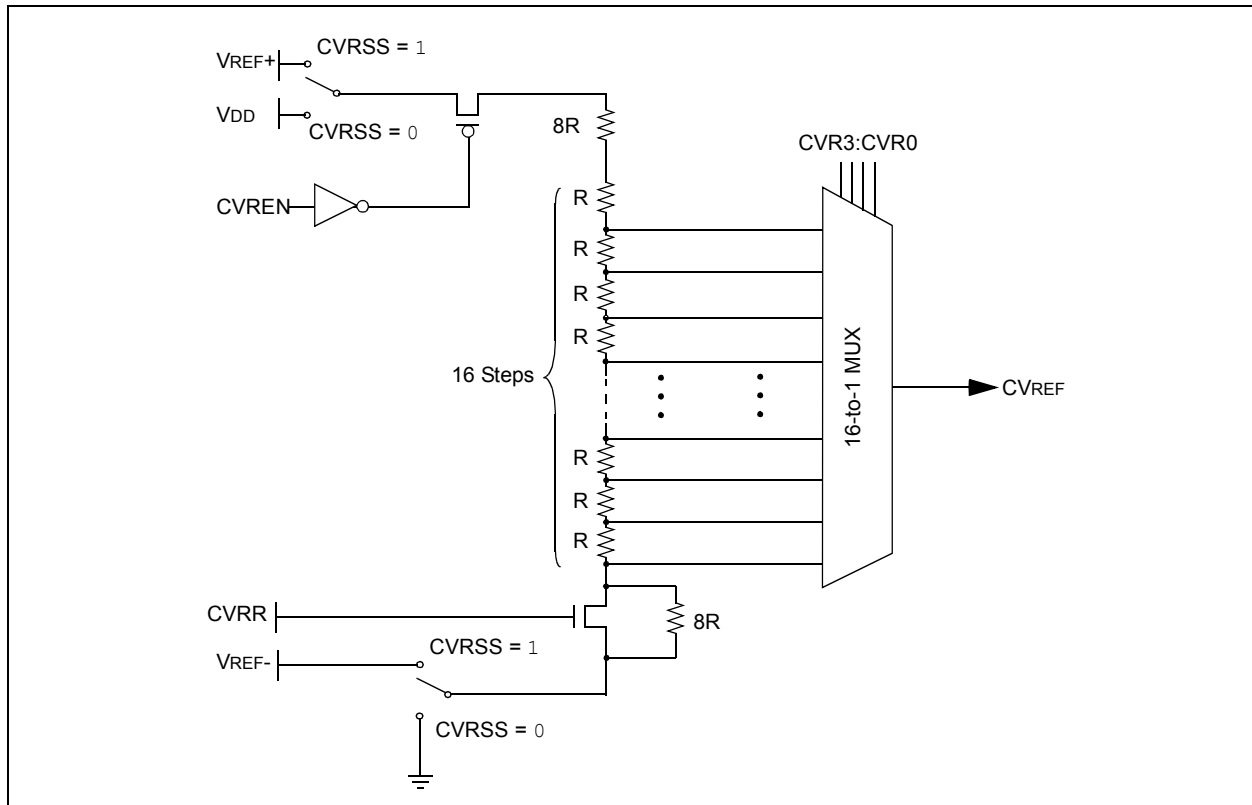 CVRSS = 1
VREF+
VDD
CVRSS = 0
8R
CVREN
CVR3:CVR0
R
R
R
R
16 Steps
16-to-1 MUX
CVREF
R
R
R
CVRR
8R
CVRSS = 1
VREF-
CVRSS = 0